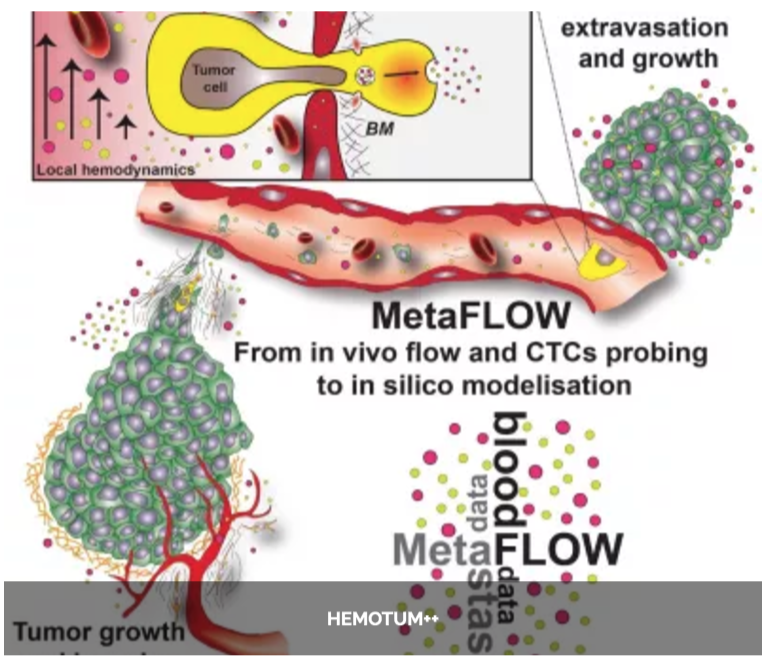 extravasation
and growth
Tumor
cell
BM
Local hemodynamics
MetaFLOW
From in vivo flow and CTCs probing
to in silico modelisation
blood
data
MetaFLOW
data
stas
HEMOTUM++
Tumor growth